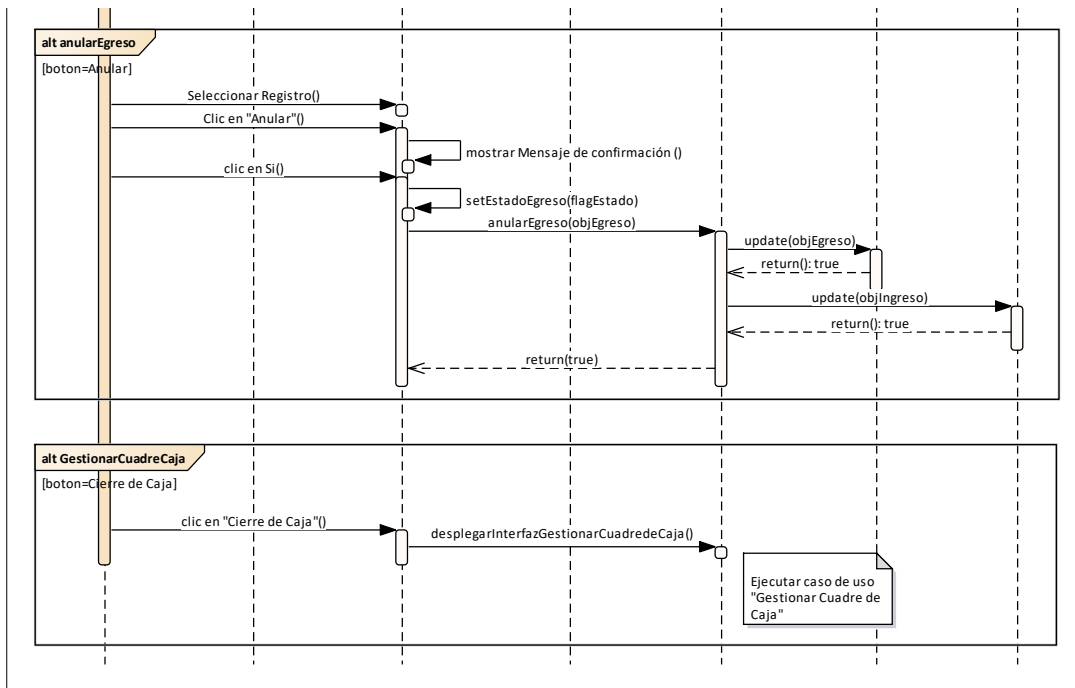 alt anularEgreso
[boton=Anular]
Seleccionar Registro()
Clic en "Anular"()
mostrar Mensaje de confirmación ()
clic en Si()
setEstadoEgreso(flagEstado)
anularEgreso(objEgreso)
update(objEgreso)
return(): true
update(objIngreso)
return(): true
return(true)
alt GestionarCuadreCaja
[boton=Cierre de Caja]
clic en "Cierre de Caja"()
desplegarInterfazGestionarCuadredeCaja()
Ejecutar caso de uso
"Gestionar Cuadre de
Caja"